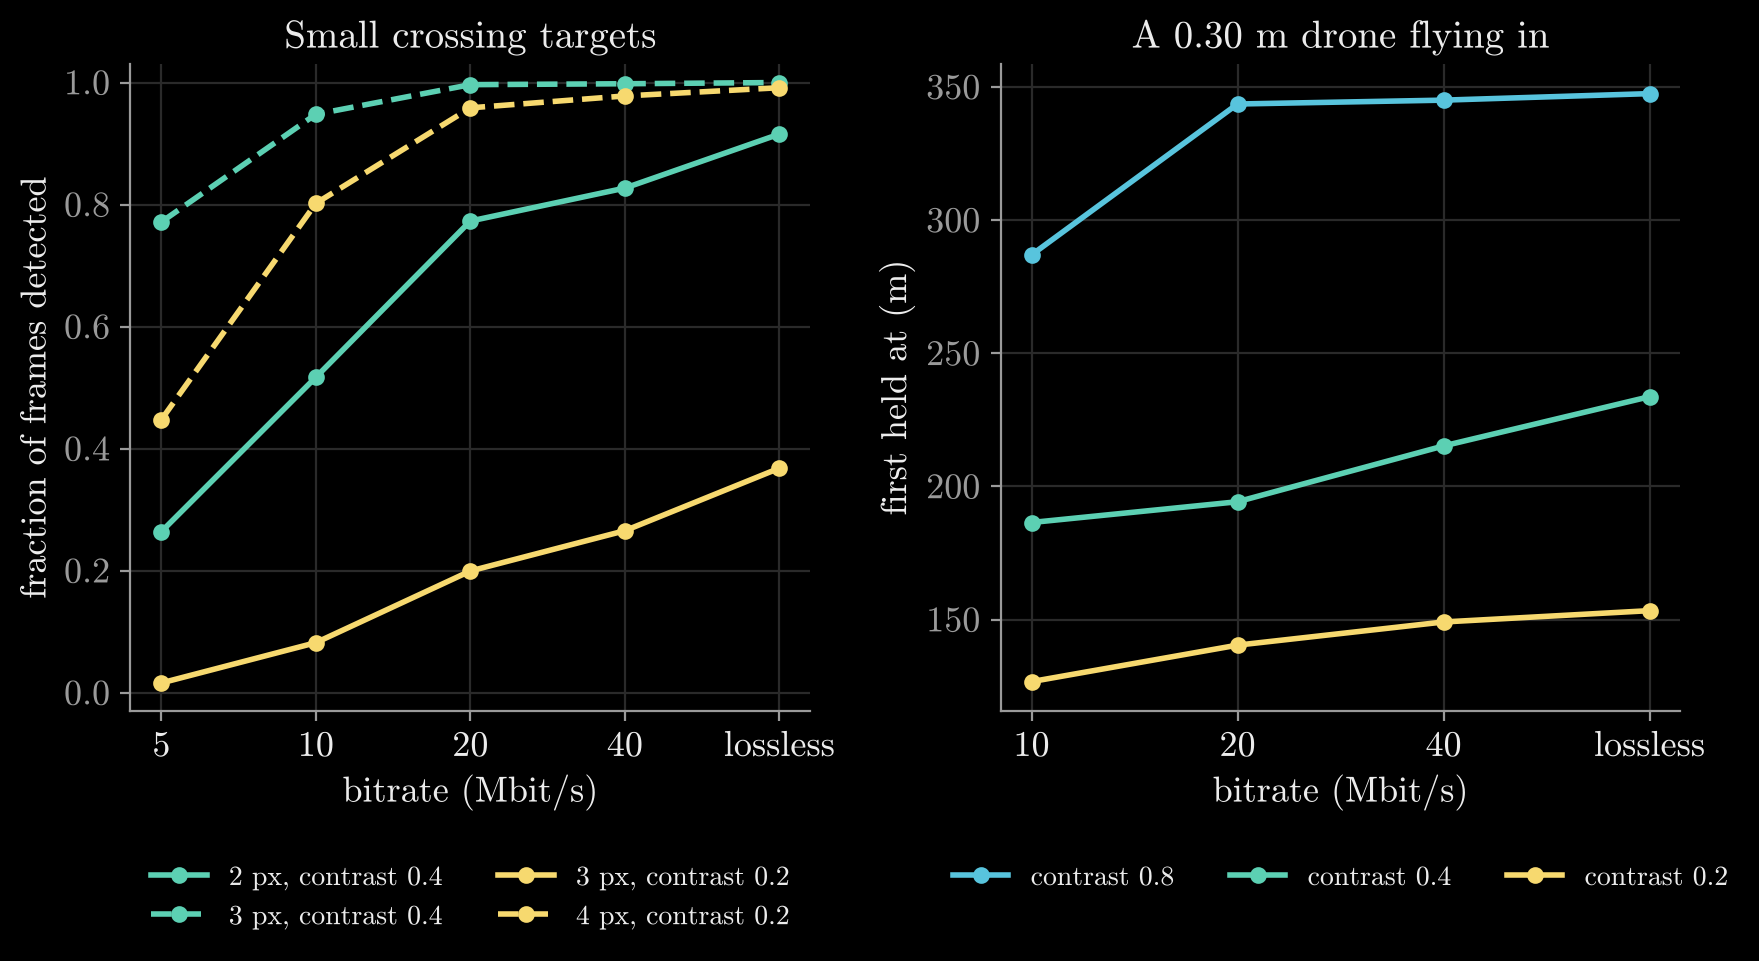 Small crossing targets
fraction of frames detected
1.0
0.8
0.6
0.4
0.2
0.0
5 10 20 40 lossless
bitrate (Mbit/s)
2 px, contrast 0.4
3 px, contrast 0.4
3 px, contrast 0.2
4 px, contrast 0.2
A 0.30 m drone flying in
first held at (m)
350
300
250
200
150
10 20 40 lossless
bitrate (Mbit/s)
contrast 0.8 contrast 0.4 contrast 0.2